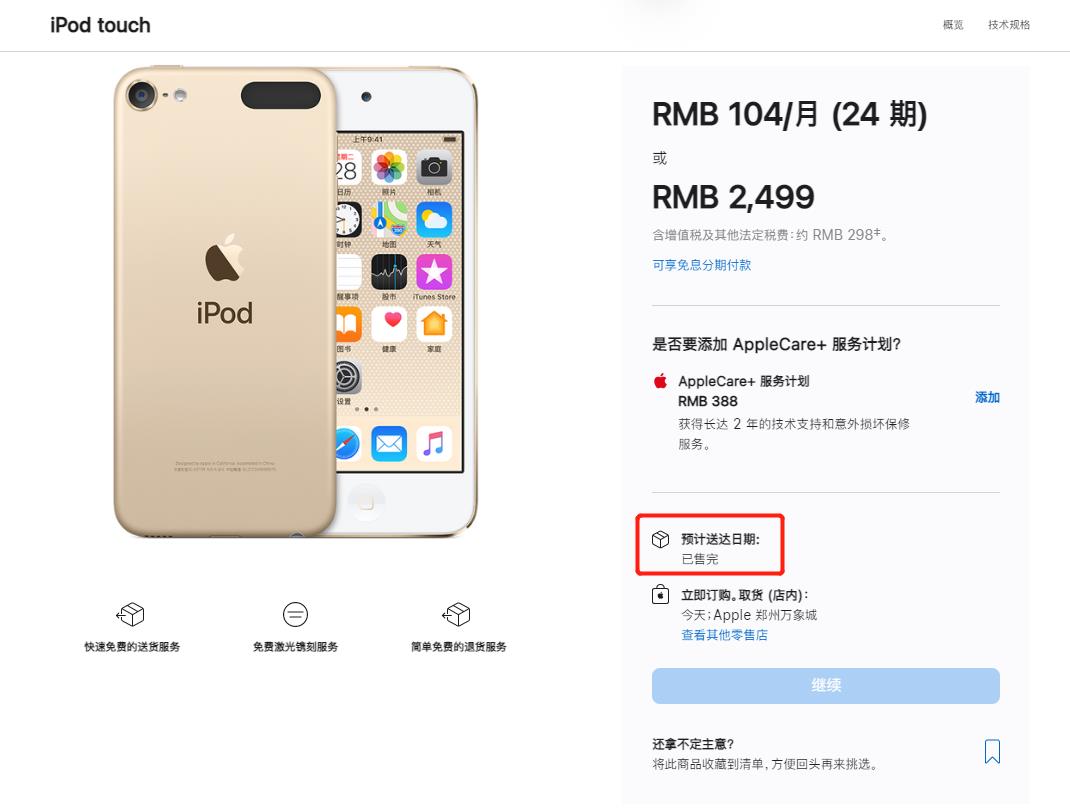 iPod touch
概览
技术规格
上午9:41
28
日历
照片
相机
时钟
地图
天气
醒事项
股市
iTunes Store
图书
健康
家庭
设置
iPod
快速免费的送货服务
免费激光镌刻服务
简单免费的退货服务
RMB 104/月 (24 期)
或
RMB 2,499
含增值税及其他法定税费:约 RMB 298‡。
可享免息分期付款
是否要添加 AppleCare+ 服务计划?
AppleCare+ 服务计划
RMB 388
添加
获得长达 2 年的技术支持和意外损坏保修
服务。
预计送达日期:
已售完
立即订购。取货 (店内):
今天;Apple 郑州万象城
查看其他零售店
继续
还拿不定主意?
将此商品收藏到清单,方便回头再来挑选。